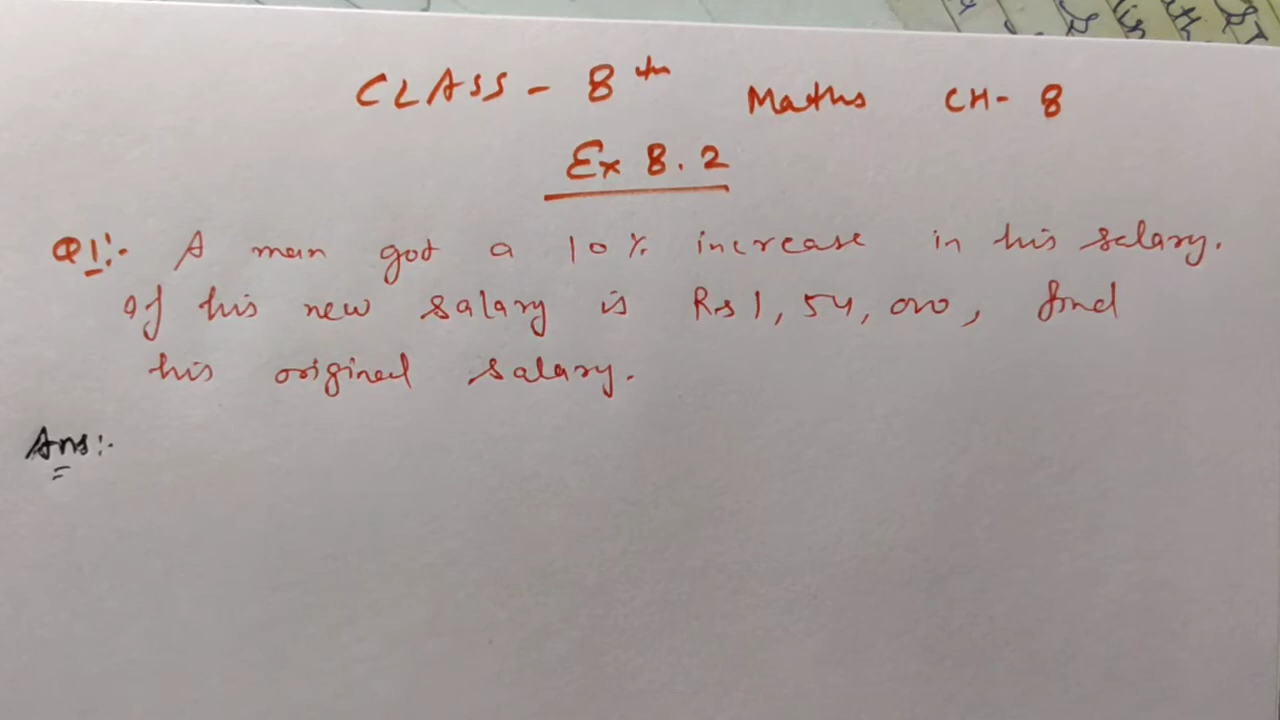 CLASS - 8th Maths CH- 8
Ex 8.2
Q1:- A man got a 10% increase in his salary.
If his new salary is Rs 1, 54, 000, find
his original salary.
Ans:-